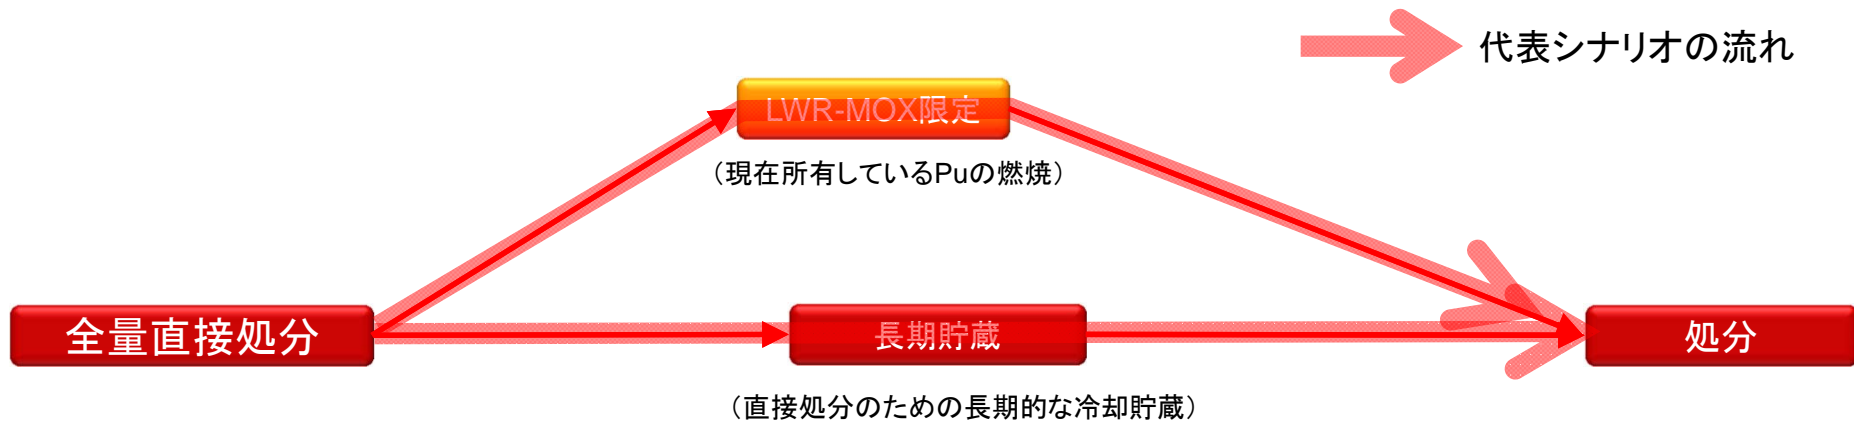 代表シナリオの流れ
LWR-MOX限定
（現在所有しているPuの燃焼）
全量直接処分
長期貯蔵
処分
（直接処分のための長期的な冷却貯蔵）